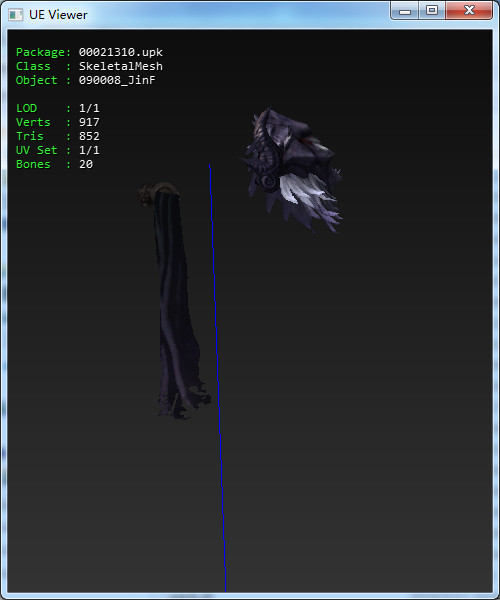 UE Viewer
Package: 00021310.upk
Class : SkeletalMesh
Object : 090008_JinF
LOD : 1/1
Verts : 917
Tris : 852
UV Set : 1/1
Bones : 20